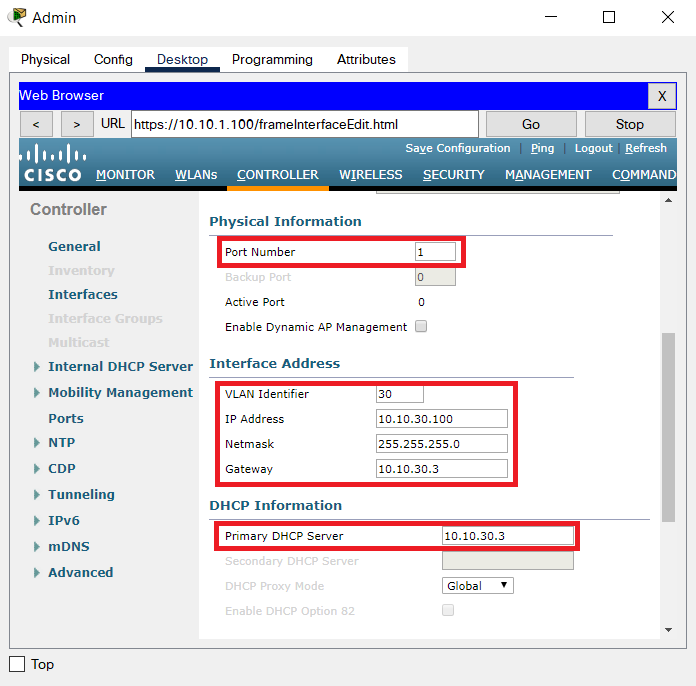 Admin
Physical Config Desktop Programming Attributes
Web Browser X
< > URL https://10.10.1.100/frameInterfaceEdit.html Go Stop
Save Configuration | Ping | Logout | Refresh
CISCO MONITOR WLANs CONTROLLER WIRELESS SECURITY MANAGEMENT COMMAND
Controller
General
Inventory
Interfaces
Interface Groups
Multicast
Internal DHCP Server
Mobility Management
Ports
NTP
CDP
Tunneling
IPv6
mDNS
Advanced
Physical Information
Port Number 1
Backup Port 0
Active Port 0
Enable Dynamic AP Management
Interface Address
VLAN Identifier 30
IP Address 10.10.30.100
Netmask 255.255.255.0
Gateway 10.10.30.3
DHCP Information
Primary DHCP Server 10.10.30.3
Secondary DHCP Server
DHCP Proxy Mode Global
Enable DHCP Option 82
Top